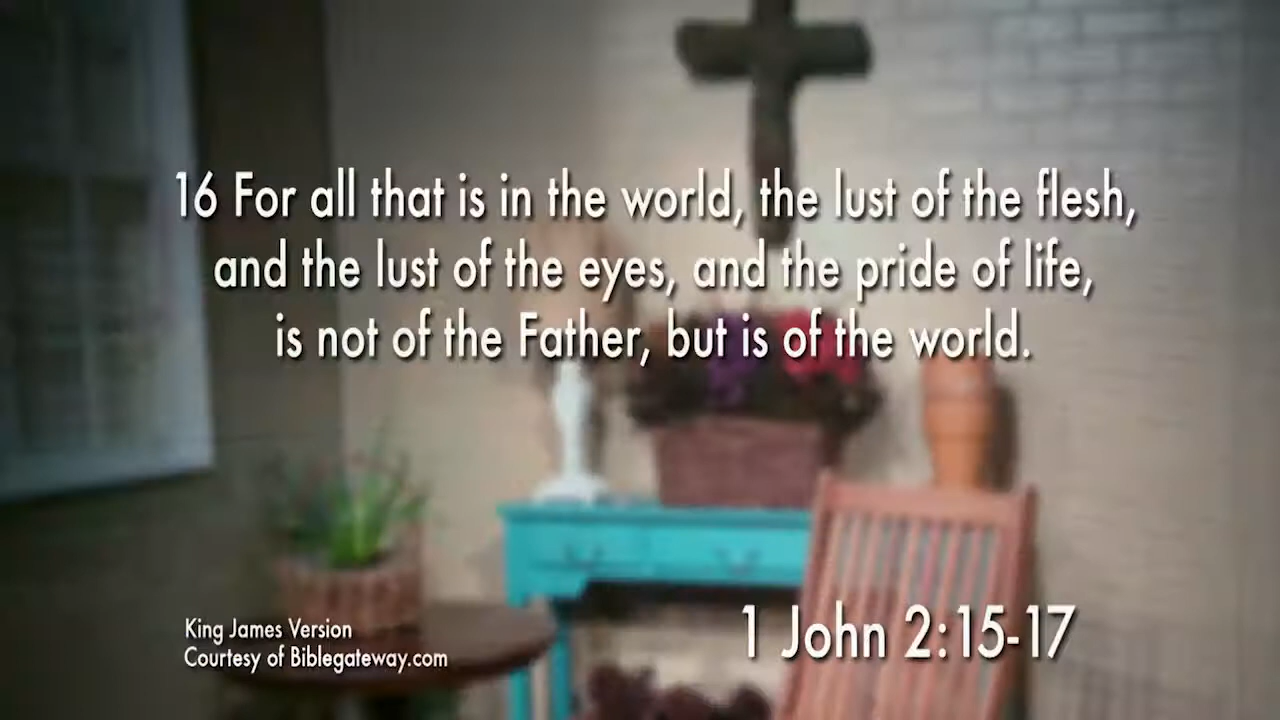 16 For all that is in the world, the lust of the flesh,
and the lust of the eyes, and the pride of life,
is not of the Father, but is of the world.
King James Version
Courtesy of Biblegateway.com
1 John 2:15-17